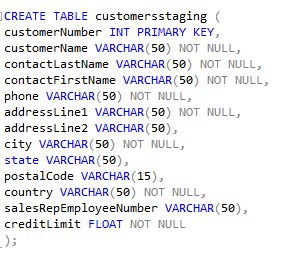 CREATE TABLE customersstaging (
customerNumber INT PRIMARY KEY,
customerName VARCHAR(50) NOT NULL,
contactLastName VARCHAR(50) NOT NULL,
contactFirstName VARCHAR(50) NOT NULL,
phone VARCHAR(50) NOT NULL,
addressLine1 VARCHAR(50) NOT NULL,
addressLine2 VARCHAR(50),
city VARCHAR(50) NOT NULL,
state VARCHAR(50),
postalCode VARCHAR(15),
country VARCHAR(50) NOT NULL,
salesRepEmployeeNumber VARCHAR(50),
creditLimit FLOAT NOT NULL
);